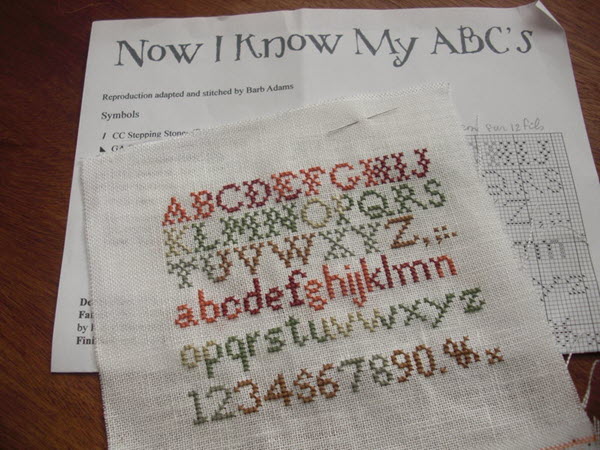 Now I Know My ABC's
Reproduction adapted and stitched by Barb Adams
Symbols
CC Stepping
ABCDEFGHIJ
KLMNOPQRS
TUVWXYZ,;:
abcdefghijklmn
opqrstuvwxyz
1234567890.%x